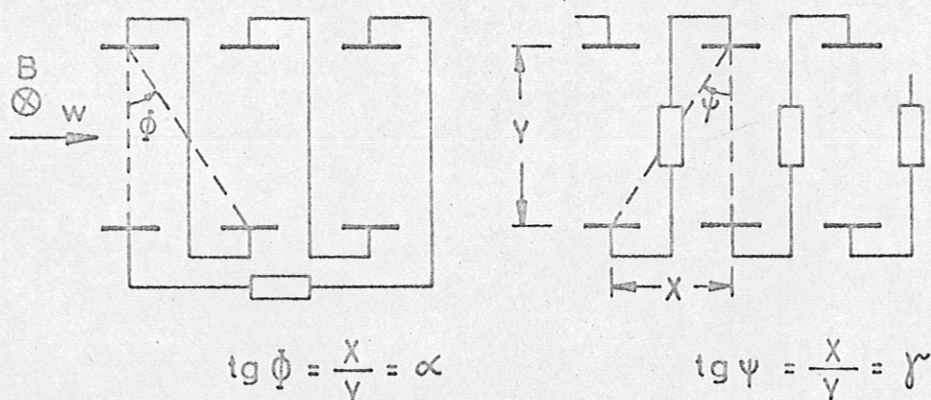 B
w
Φ
Y
ψ
X
tg Φ = X/Y = α
tg ψ = X/Y = γ